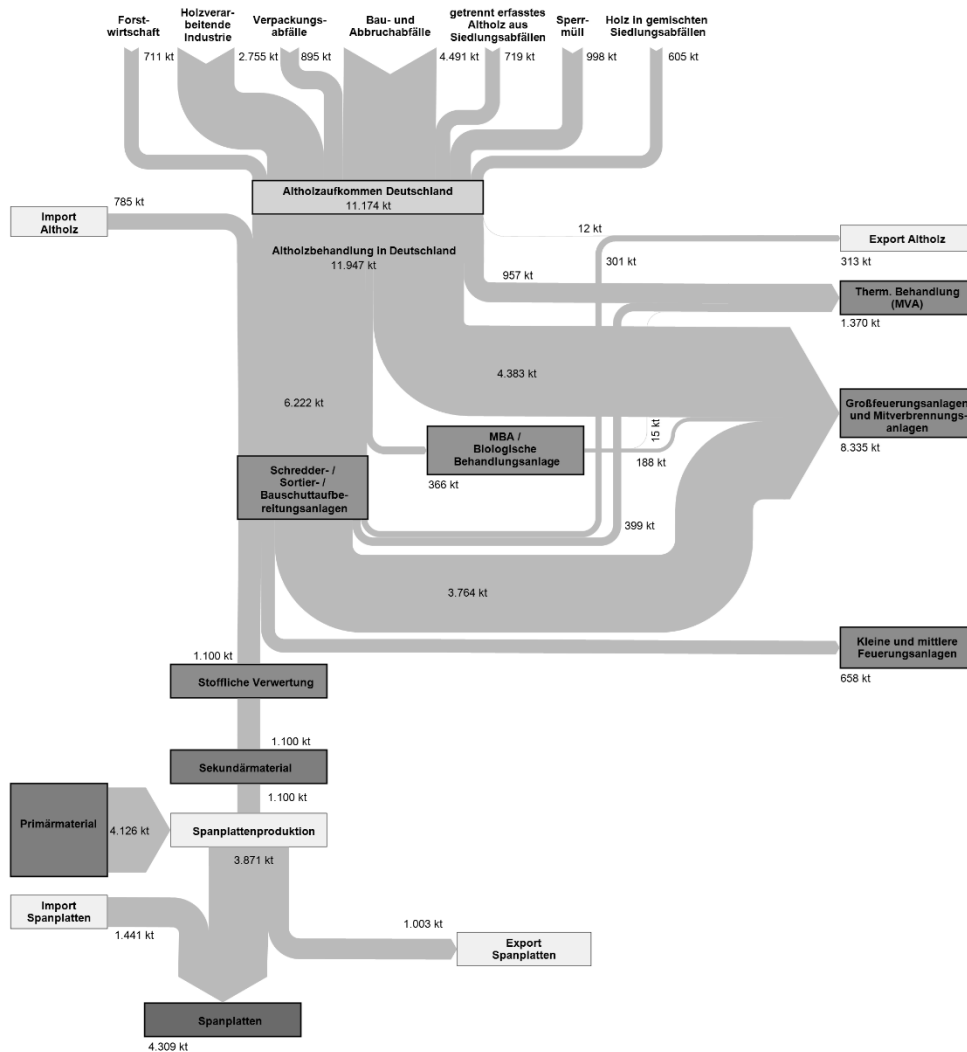 Forst-
wirtschaft
711 kt
Holzverar-
beitende
Industrie
2.755 kt
Verpackungs-
abfälle
895 kt
Bau- und
Abbruchabfälle
4.491 kt
getrennt erfasstes
Altholz aus
Siedlungsabfällen
719 kt
Sperr-
müll
998 kt
Holz in gemischten
Siedlungsabfällen
605 kt
Altholzaufkommen Deutschland
11.174 kt
Import
Altholz
785 kt
Altholzbehandlung in Deutschland
11.947 kt
12 kt
301 kt
Export Altholz
313 kt
957 kt
Therm. Behandlung
(MVA)
1.370 kt
4.383 kt
6.222 kt
Großfeuerungsanlagen
und Mitverbrennungs-
anlagen
8.335 kt
MBA /
Biologische
Behandlungsanlage
366 kt
15 kt
188 kt
Schredder- /
Sortier- /
Bauschuttaufbe-
reitungsanlagen
399 kt
3.764 kt
Kleine und mittlere
Feuerungsanlagen
658 kt
1.100 kt
Stoffliche Verwertung
1.100 kt
Sekundärmaterial
1.100 kt
Primärmaterial
4.126 kt
Spanplattenproduktion
3.871 kt
Import
Spanplatten
1.441 kt
1.003 kt
Export
Spanplatten
Spanplatten
4.309 kt